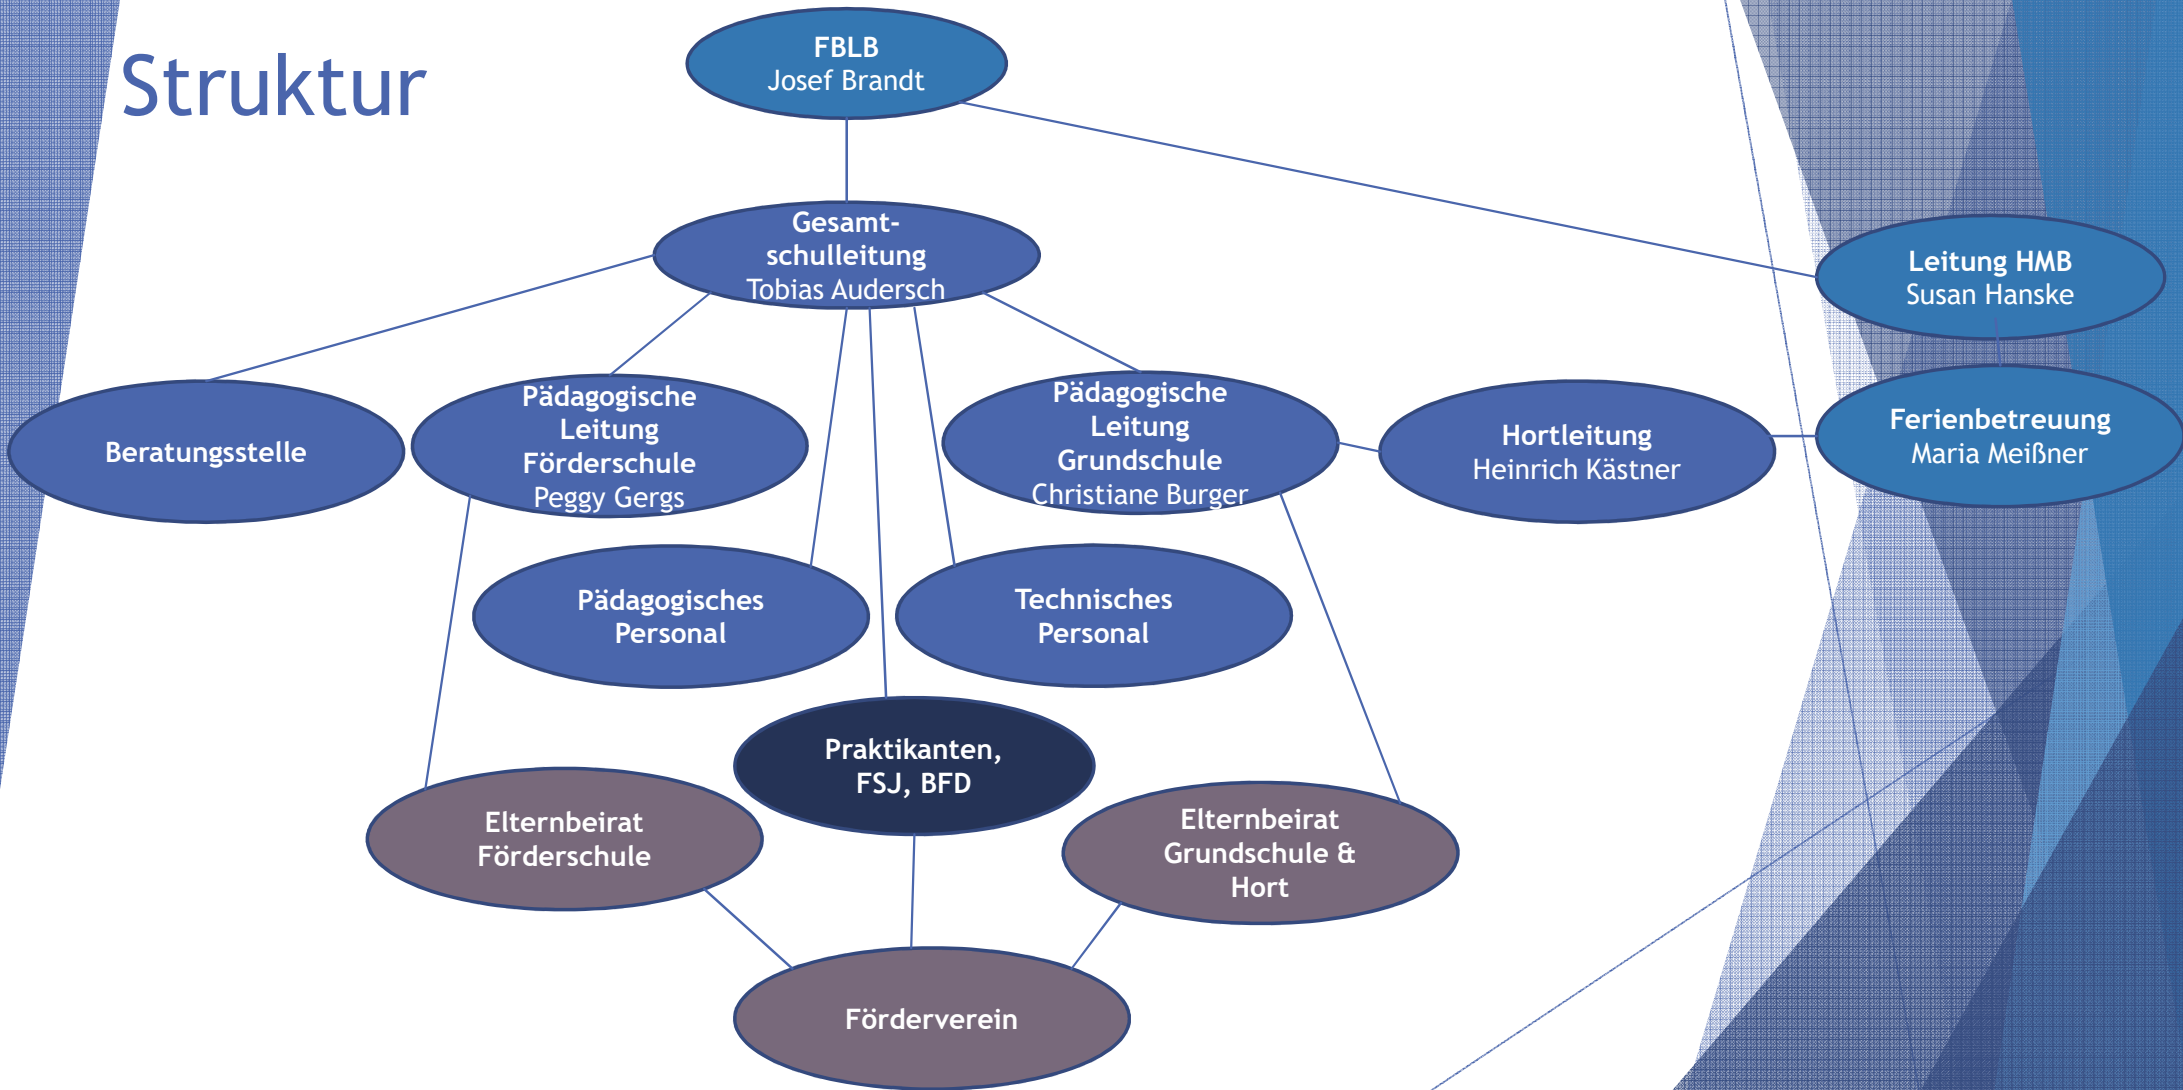 Struktur
FBLB
Josef Brandt
Gesamt-
schulleitung
Tobias Audersch
Leitung HMB
Susan Hanske
Beratungsstelle
Pädagogische
Leitung
Förderschule
Peggy Gergs
Pädagogische
Leitung
Grundschule
Christiane Burger
Hortleitung
Heinrich Kästner
Ferienbetreuung
Maria Meißner
Pädagogisches
Personal
Technisches
Personal
Praktikanten,
FSJ, BFD
Elternbeirat
Förderschule
Elternbeirat
Grundschule &
Hort
Förderverein